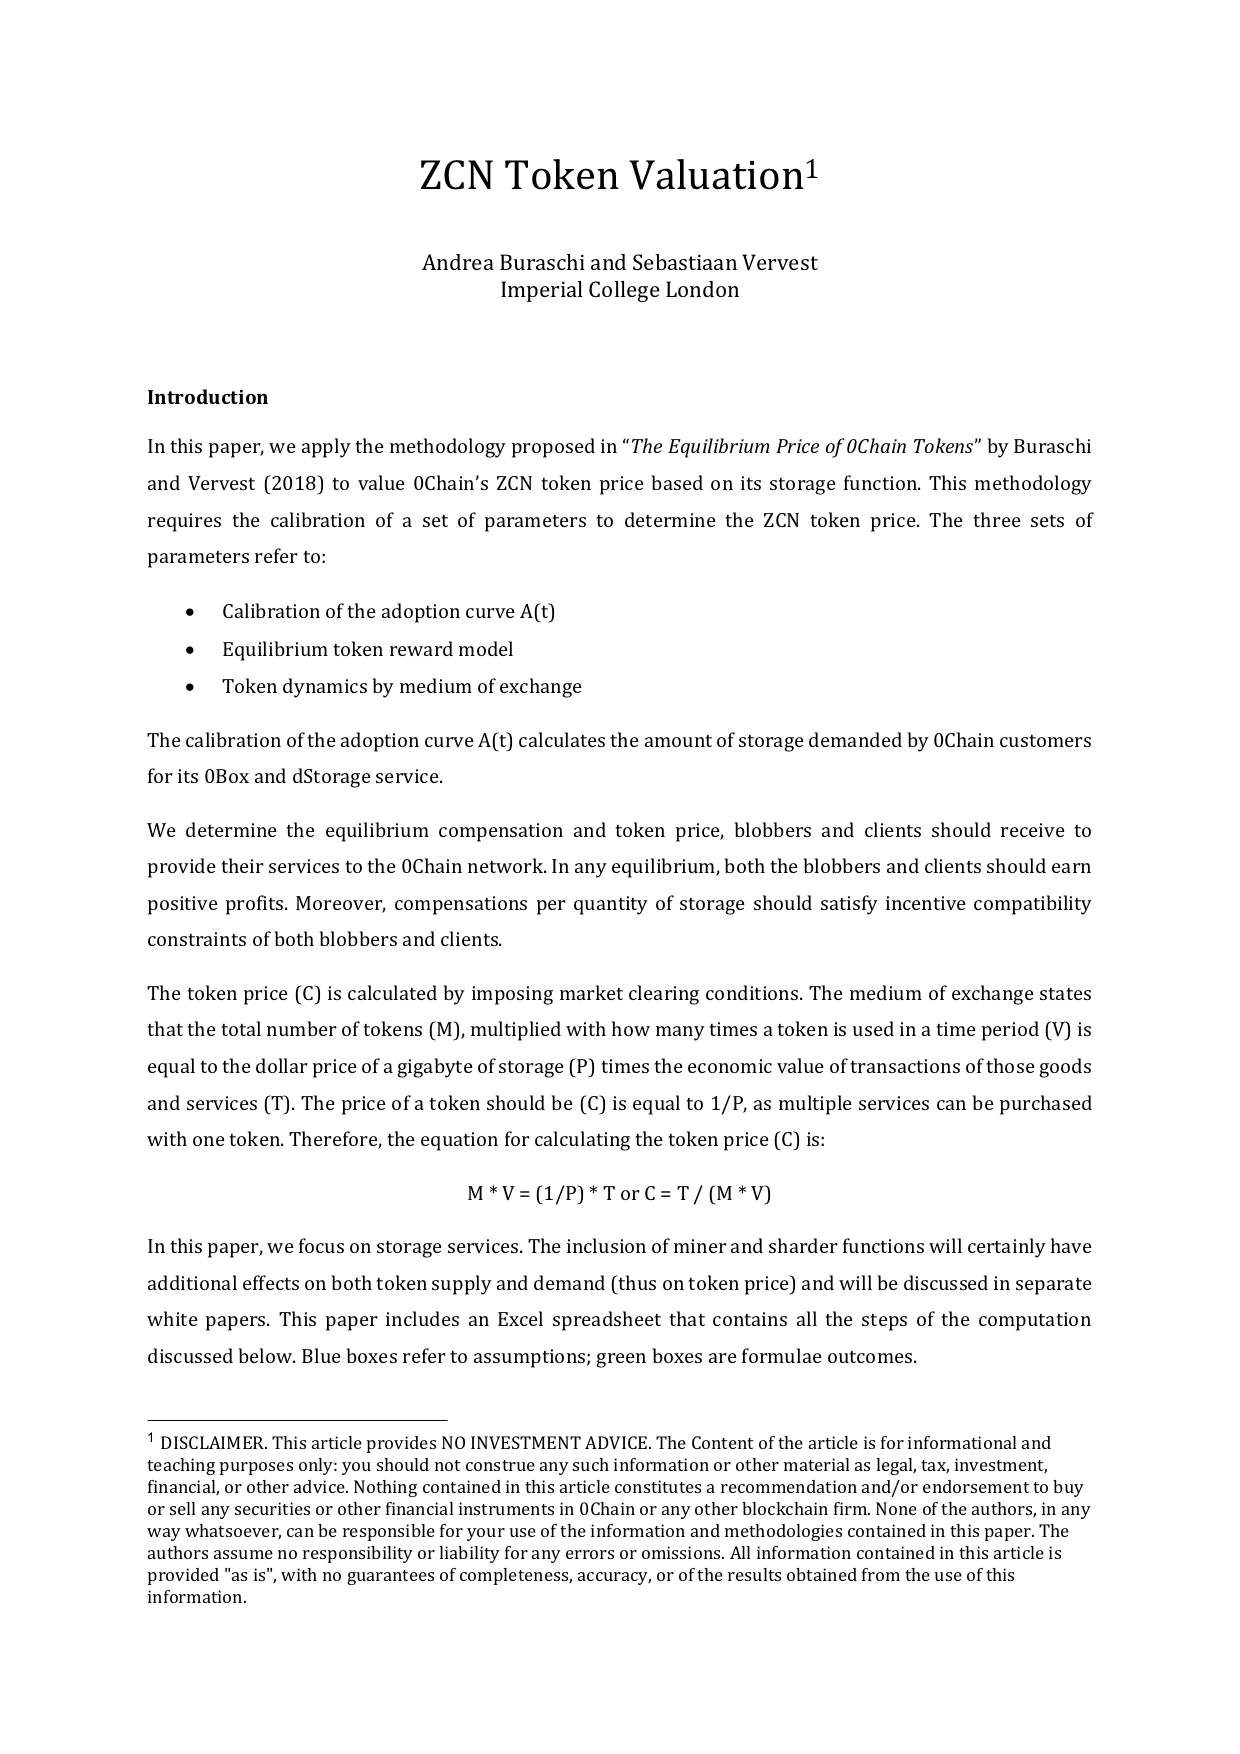 ZCN Token Valuation1
Andrea Buraschi and Sebastiaan Vervest
Imperial College London
Introduction
In this paper, we apply the methodology proposed in “The Equilibrium Price of 0Chain Tokens” by Buraschi
and Vervest (2018) to value 0Chain’s ZCN token price based on its storage function. This methodology
requires the calibration of a set of parameters to determine the ZCN token price. The three sets of
parameters refer to:
• Calibration of the adoption curve A(t)
• Equilibrium token reward model
• Token dynamics by medium of exchange
The calibration of the adoption curve A(t) calculates the amount of storage demanded by 0Chain customers
for its 0Box and dStorage service.
We determine the equilibrium compensation and token price, blobbers and clients should receive to
provide their services to the 0Chain network. In any equilibrium, both the blobbers and clients should earn
positive profits. Moreover, compensations per quantity of storage should satisfy incentive compatibility
constraints of both blobbers and clients.
The token price (C) is calculated by imposing market clearing conditions. The medium of exchange states
that the total number of tokens (M), multiplied with how many times a token is used in a time period (V) is
equal to the dollar price of a gigabyte of storage (P) times the economic value of transactions of those goods
and services (T). The price of a token should be (C) is equal to 1/P, as multiple services can be purchased
with one token. Therefore, the equation for calculating the token price (C) is:
M * V = (1/P) * T or C = T / (M * V)
In this paper, we focus on storage services. The inclusion of miner and sharder functions will certainly have
additional effects on both token supply and demand (thus on token price) and will be discussed in separate
white papers. This paper includes an Excel spreadsheet that contains all the steps of the computation
discussed below. Blue boxes refer to assumptions; green boxes are formulae outcomes.
1 DISCLAIMER. This article provides NO INVESTMENT ADVICE. The Content of the article is for informational and
teaching purposes only: you should not construe any such information or other material as legal, tax, investment,
financial, or other advice. Nothing contained in this article constitutes a recommendation and/or endorsement to buy
or sell any securities or other financial instruments in 0Chain or any other blockchain firm. None of the authors, in any
way whatsoever, can be responsible for your use of the information and methodologies contained in this paper. The
authors assume no responsibility or liability for any errors or omissions. All information contained in this article is
provided "as is", with no guarantees of completeness, accuracy, or of the results obtained from the use of this
information.